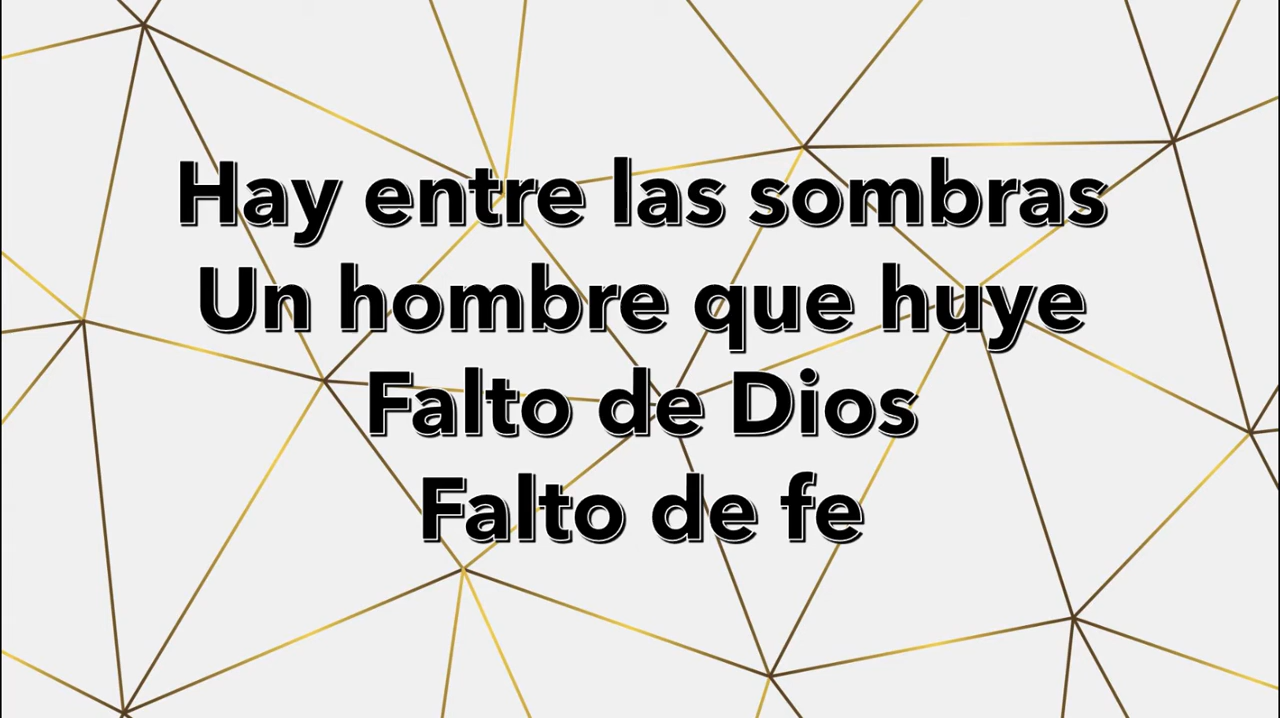 Hay entre las sombras
Un hombre que huye
Falto de Dios
Falto de fe